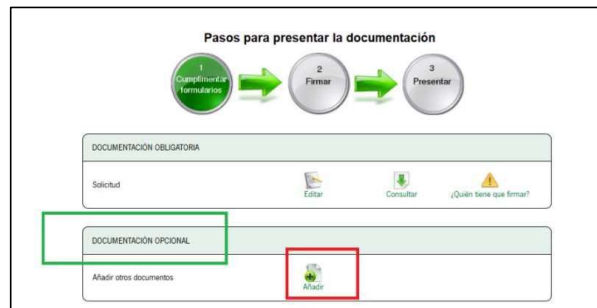 Pasos para presentar la documentación
1
Cumplimentar
formularios
2
Firmar
3
Presentar
DOCUMENTACIÓN OBLIGATORIA
Solicitud
Editar
Consultar
¿Quién tiene que firmar?
DOCUMENTACIÓN OPCIONAL
Añadir otros documentos
Añadir